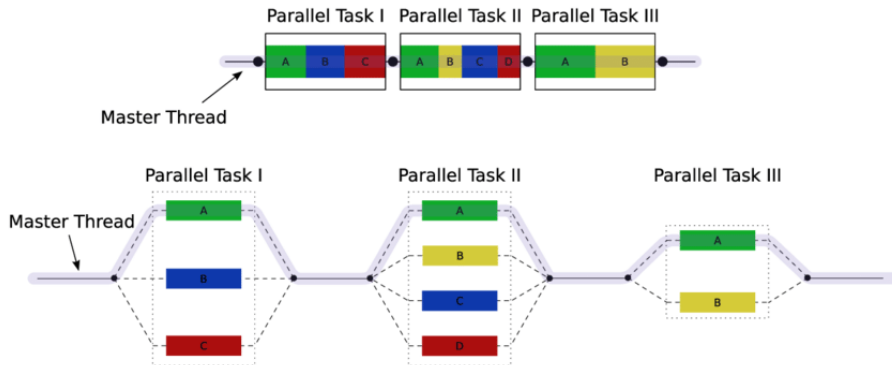 Parallel Task I Parallel Task II Parallel Task III
A B C A B C D A B
Master Thread
Parallel Task I Parallel Task II Parallel Task III
A A
Master Thread
A
B
B
C
B
C D